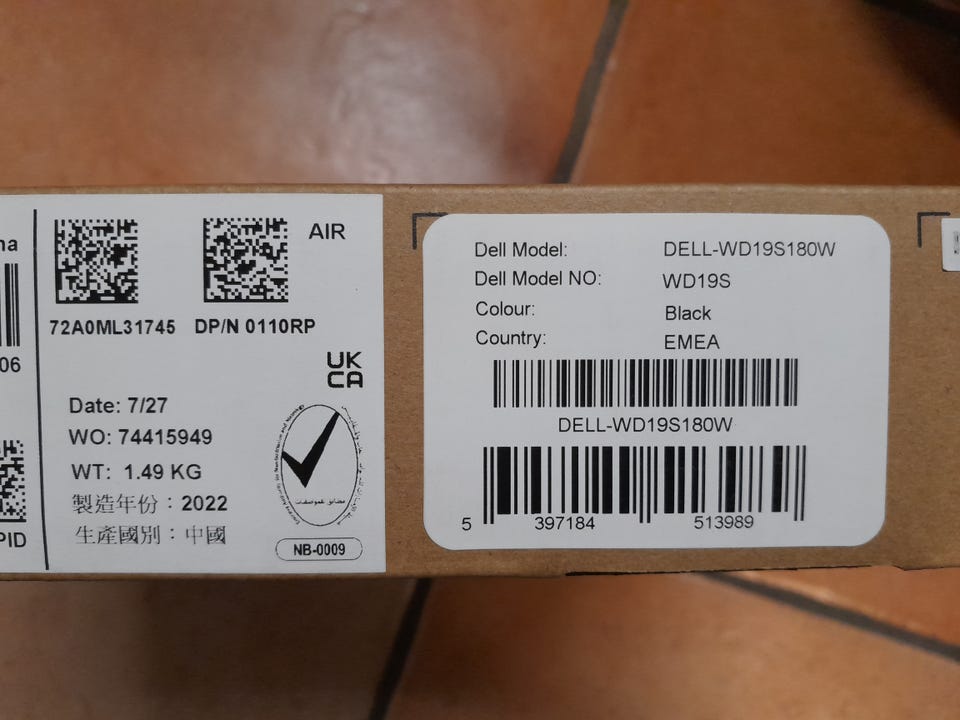 na
06
PID
AIR
72A0ML31745 DP/N 0110RP
UK
CA
Date: 7/27
WO: 74415949
WT: 1.49 KG
製造年份：2022
生產國別：中國
NB-0009
Dell Model: DELL-WD19S180W
Dell Model NO: WD19S
Colour: Black
Country: EMEA
DELL-WD19S180W
5 397184 513989